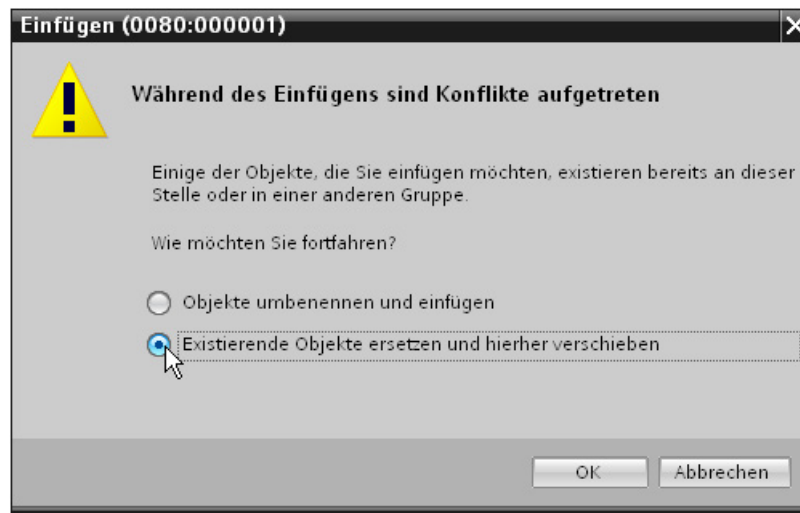 Einfügen (0080:000001)
Während des Einfügens sind Konflikte aufgetreten
Einige der Objekte, die Sie einfügen möchten, existieren bereits an dieser
Stelle oder in einer anderen Gruppe.
Wie möchten Sie fortfahren?
Objekte umbenennen und einfügen
Existierende Objekte ersetzen und hierher verschieben
OK
Abbrechen